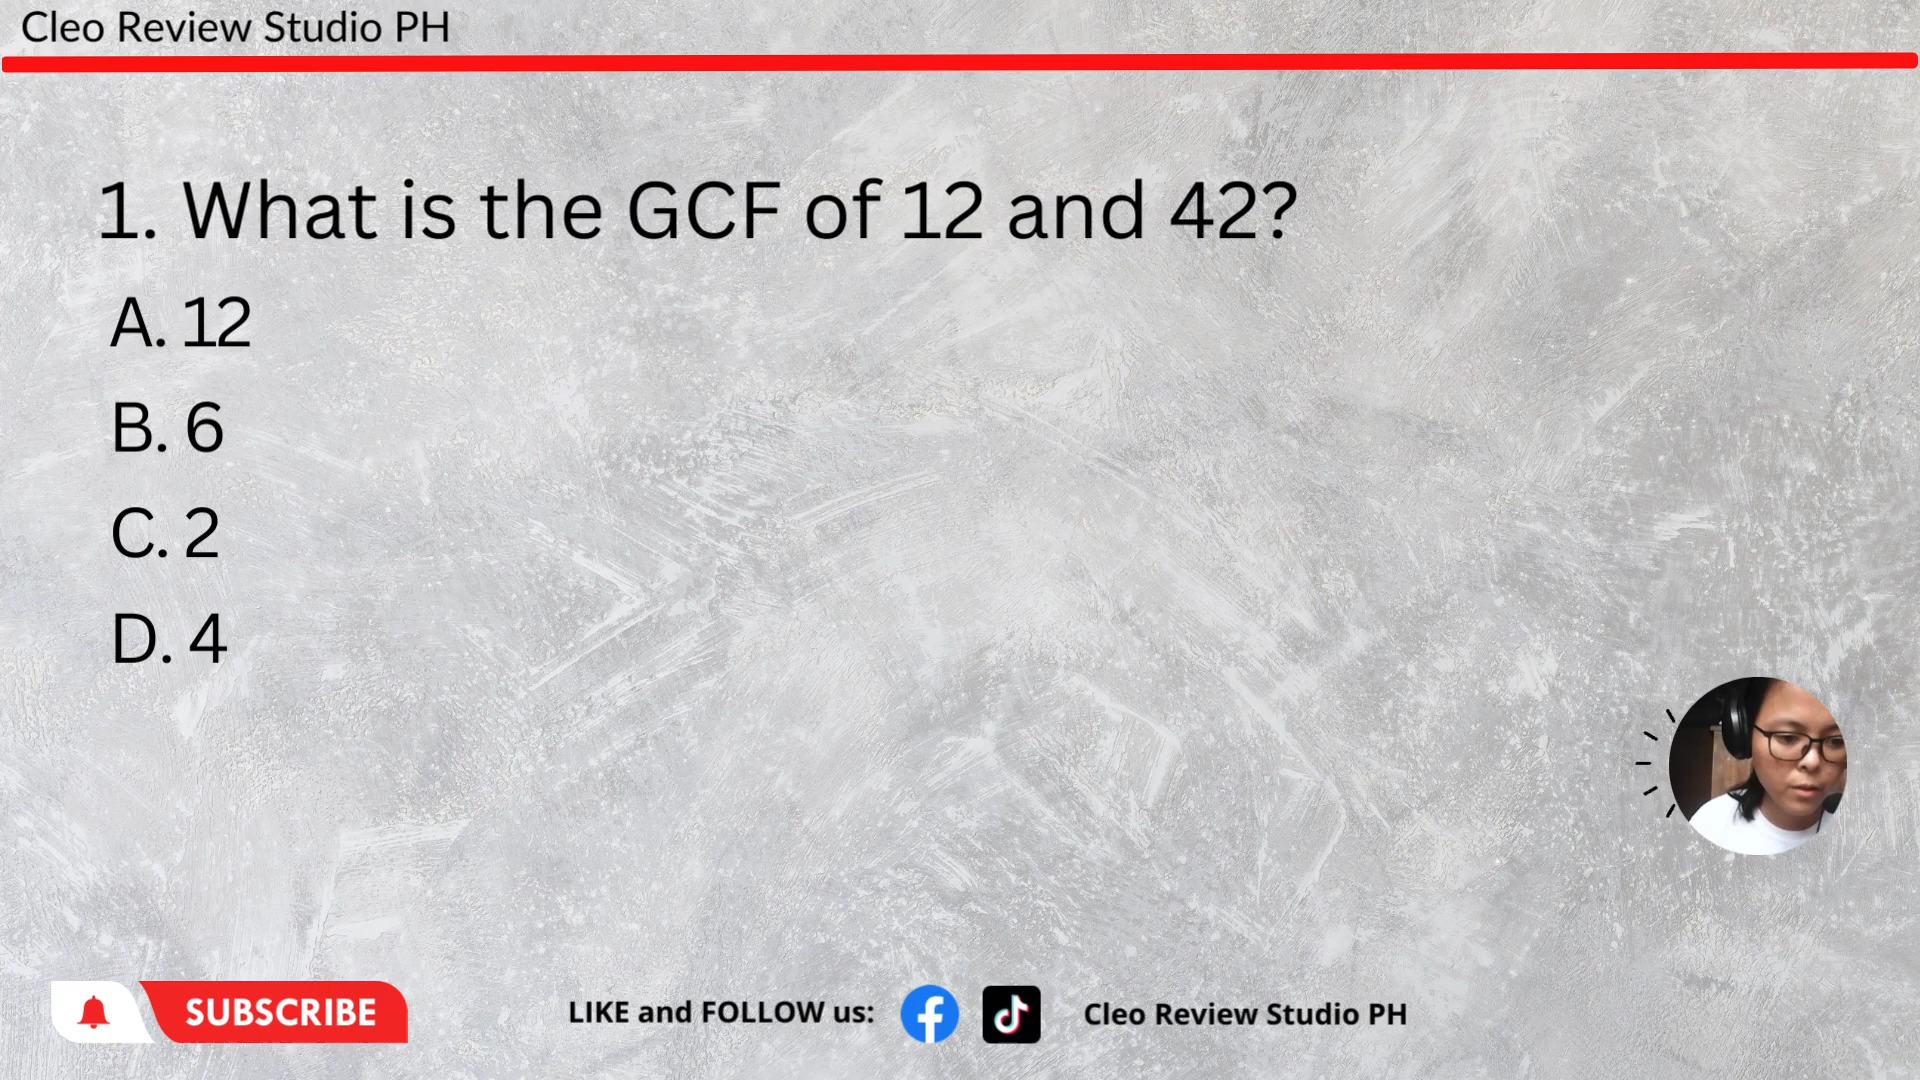 Cleo Review Studio PH
1. What is the GCF of 12 and 42?
A. 12
B. 6
C. 2
D. 4
SUBSCRIBE
LIKE and FOLLOW us:
Cleo Review Studio PH